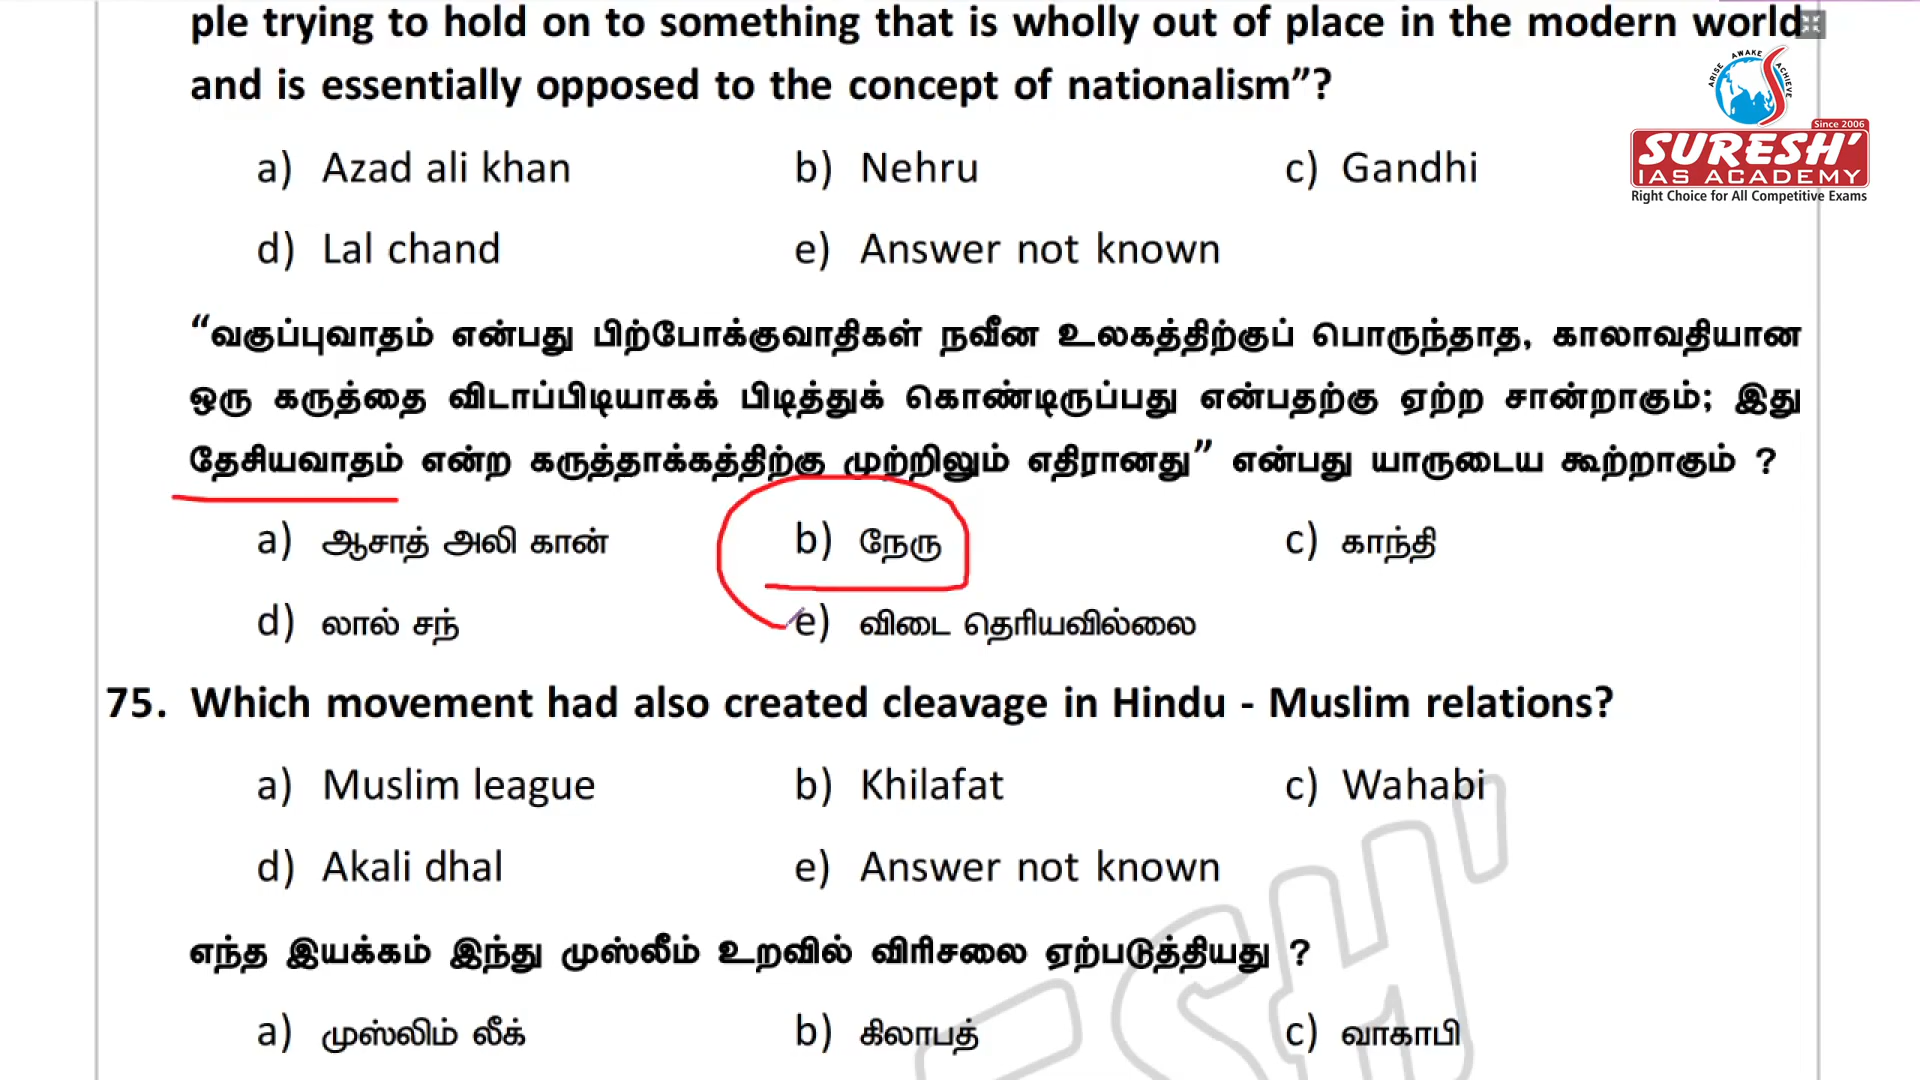 ple trying to hold on to something that is wholly out of place in the modern world
and is essentially opposed to the concept of nationalism”?
ARISE AWAKE ACHIEVE
Since 2006
SURESH'
IAS ACADEMY
Right Choice for All Competitive Exams
a) Azad ali khan b) Nehru c) Gandhi
d) Lal chand e) Answer not known
“வகுப்புவாதம் என்பது பிற்போக்குவாதிகள் நவீன உலகத்திற்குப் பொருந்தாத, காலாவதியான
ஒரு கருத்தை விடாப்பிடியாகக் பிடித்துக் கொண்டிருப்பது என்பதற்கு ஏற்ற சான்றாகும்; இது
தேசியவாதம் என்ற கருத்தாக்கத்திற்கு முற்றிலும் எதிரானது” என்பது யாருடைய கூற்றாகும் ?
a) ஆசாத் அலி கான் b) நேரு c) காந்தி
d) லால் சந் e) விடை தெரியவில்லை
75. Which movement had also created cleavage in Hindu - Muslim relations?
a) Muslim league b) Khilafat c) Wahabi
d) Akali dhal e) Answer not known
எந்த இயக்கம் இந்து முஸ்லீம் உறவில் விரிசலை ஏற்படுத்தியது ?
a) முஸ்லிம் லீக் b) கிலாபத் c) வாகாபி